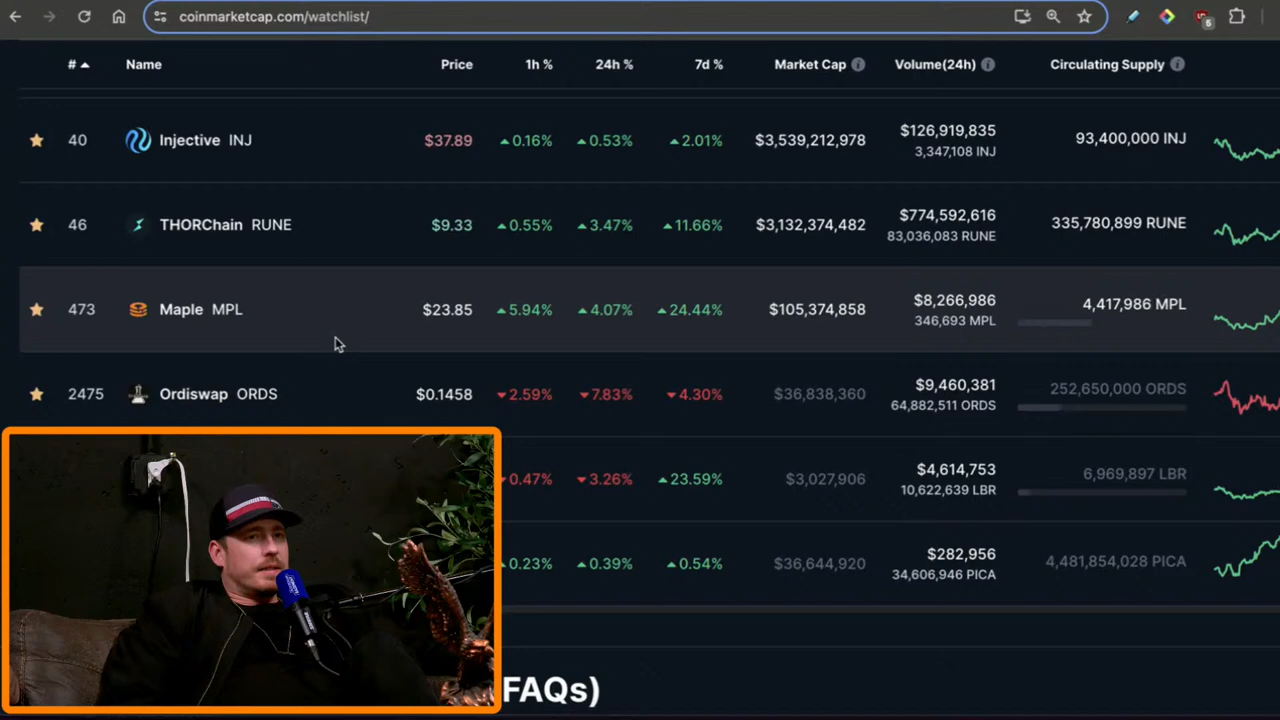 coinmarketcap.com/watchlist/
5
# Name Price 1h % 24h % 7d % Market Cap Volume(24h) Circulating Supply
40 Injective INJ $37.89 0.16% 0.53% 2.01% $3,539,212,978 $126,919,835 93,400,000 INJ
3,347,108 INJ
46 THORChain RUNE $9.33 0.55% 3.47% 11.66% $3,132,374,482 $774,592,616 335,780,899 RUNE
83,036,083 RUNE
473 Maple MPL $23.85 5.94% 4.07% 24.44% $105,374,858 $8,266,986 4,417,986 MPL
346,693 MPL
2475 Ordiswap ORDS $0.1458 2.59% 7.83% 4.30% $36,838,360 $9,460,381 252,650,000 ORDS
64,882,511 ORDS
0.47% 3.26% 23.59% $3,027,906 $4,614,753 6,969,897 LBR
10,622,639 LBR
0.23% 0.39% 0.54% $36,644,920 $282,956 4,481,854,028 PICA
34,606,946 PICA
FAQs)